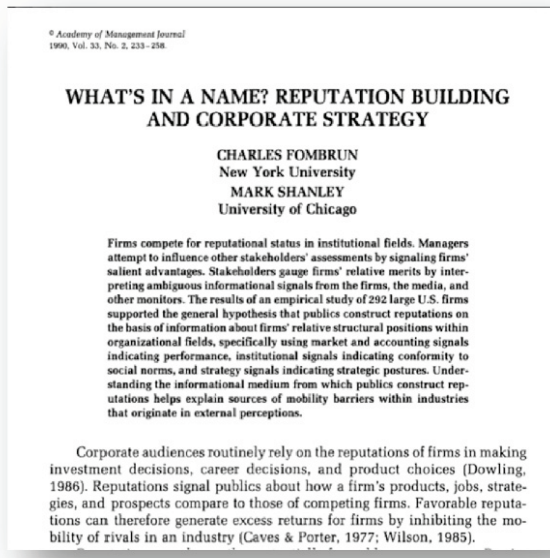 © Academy of Management Journal
1990, Vol. 33, No. 2, 233–258.
WHAT'S IN A NAME? REPUTATION BUILDING
AND CORPORATE STRATEGY
CHARLES FOMBRUN
New York University
MARK SHANLEY
University of Chicago
Firms compete for reputational status in institutional fields. Managers
attempt to influence other stakeholders' assessments by signaling firms'
salient advantages. Stakeholders gauge firms' relative merits by inter-
preting ambiguous informational signals from the firms, the media, and
other monitors. The results of an empirical study of 292 large U.S. firms
supported the general hypothesis that publics construct reputations on
the basis of information about firms' relative structural positions within
organizational fields, specifically using market and accounting signals
indicating performance, institutional signals indicating conformity to
social norms, and strategy signals indicating strategic postures. Under-
standing the informational medium from which publics construct rep-
utations helps explain sources of mobility barriers within industries
that originate in external perceptions.
Corporate audiences routinely rely on the reputations of firms in making
investment decisions, career decisions, and product choices (Dowling,
1986). Reputations signal publics about how a firm's products, jobs, strate-
gies, and prospects compare to those of competing firms. Favorable reputa-
tions can therefore generate excess returns for firms by inhibiting the mo-
bility of rivals in an industry (Caves & Porter, 1977; Wilson, 1985).